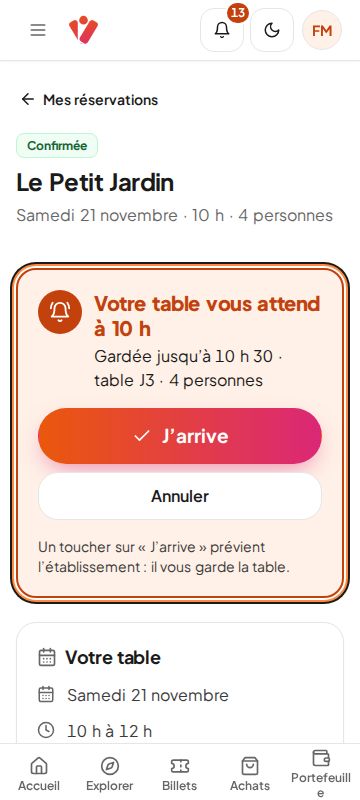 13
FM
Mes réservations
Confirmée
Le Petit Jardin
Samedi 21 novembre · 10 h · 4 personnes
Votre table vous attend
à 10 h
Gardée jusqu’à 10 h 30 ·
table J3 · 4 personnes
J’arrive
Annuler
Un toucher sur « J’arrive » prévient
l’établissement : il vous garde la table.
Votre table
Samedi 21 novembre
10 h à 12 h
Accueil
Explorer
Billets
Achats
Portefeuill
e